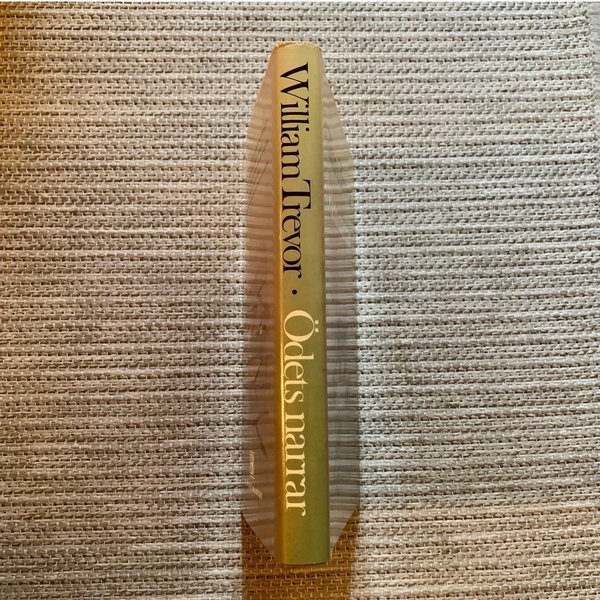 William Trevor · Ödets narrar